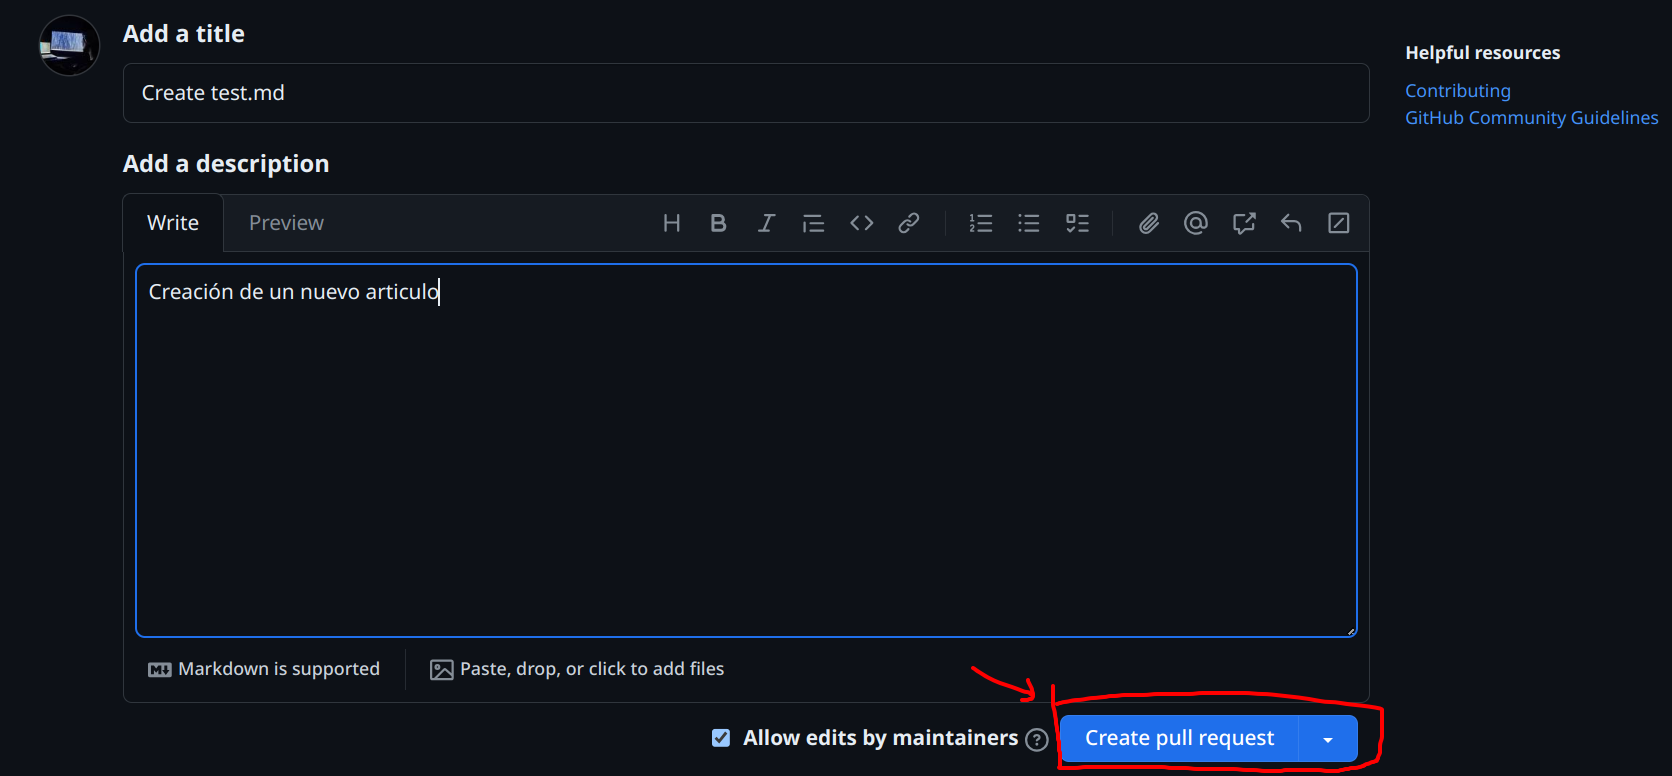 Add a title
Create test.md
Helpful resources
Contributing
GitHub Community Guidelines
Add a description
Write Preview
Creación de un nuevo articulo
Markdown is supported Paste, drop, or click to add files
Allow edits by maintainers Create pull request